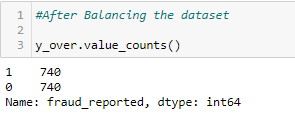 1 #After Balancing the dataset
2
3 y_over.value_counts()
1    740
0    740
Name: fraud_reported, dtype: int64